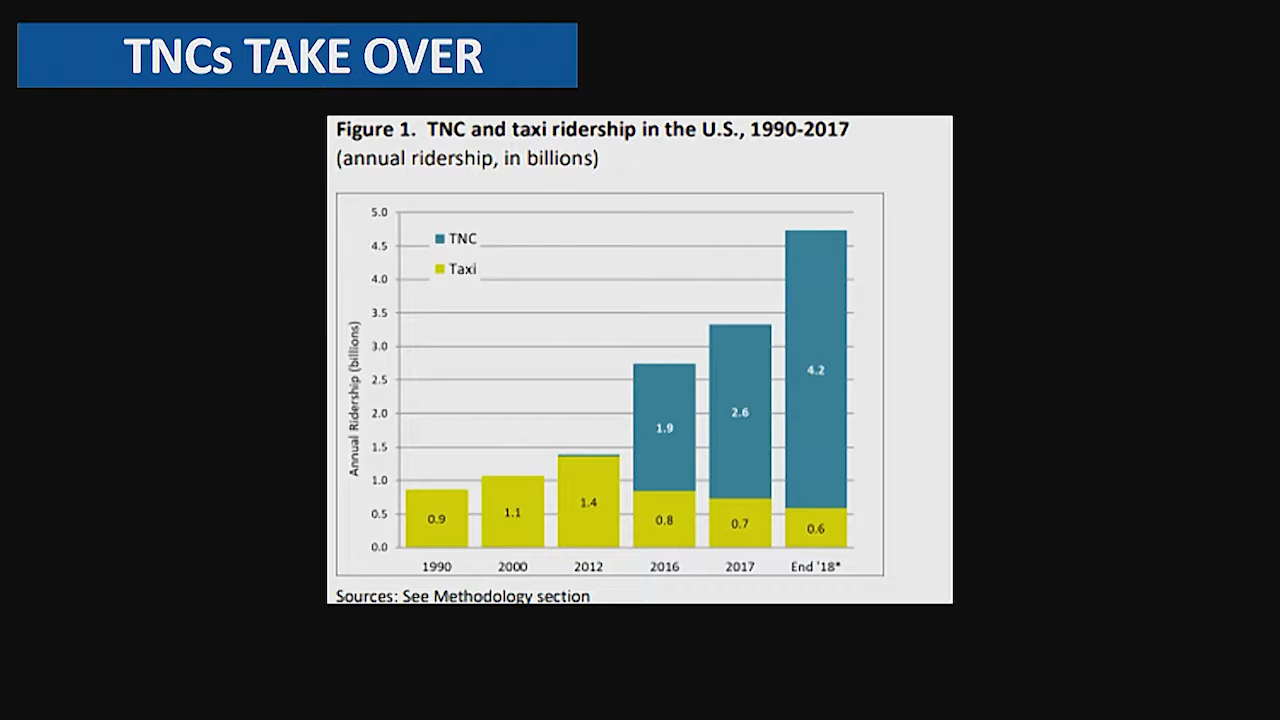 TNCs TAKE OVER
Figure 1. TNC and taxi ridership in the U.S., 1990-2017
(annual ridership, in billions)
Annual Ridership (billions)
5.0
4.5
4.0
3.5
3.0
2.5
2.0
1.5
1.0
0.5
0.0
TNC
Taxi
0.9
1.1
1.4
1.9
0.8
2.6
0.7
4.2
0.6
1990 2000 2012 2016 2017 End '18*
Sources: See Methodology section